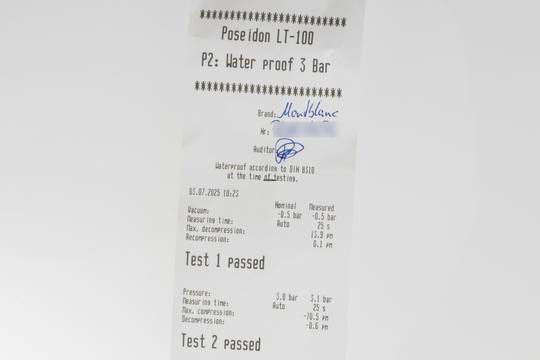 ********************
Poseidon LT-100
P2: Water proof 3 Bar
********************
Brand: Montblanc
Nr:
Auditor:
Waterproof according to DIN 8310
at the time of testing.
03.07.2025 10:23
Nominal Measured
Vacuum: -0.5 bar -0.5 bar
Measuring time: Auto 25 s
Max. decompression: 13.9 µm
Recompression: 0.1 µm
Test 1 passed
Pressure: 3.0 bar 3.1 bar
Measuring time: Auto 25 s
Max. compression: -70.5 µm
Decompression: -0.6 µm
Test 2 passed